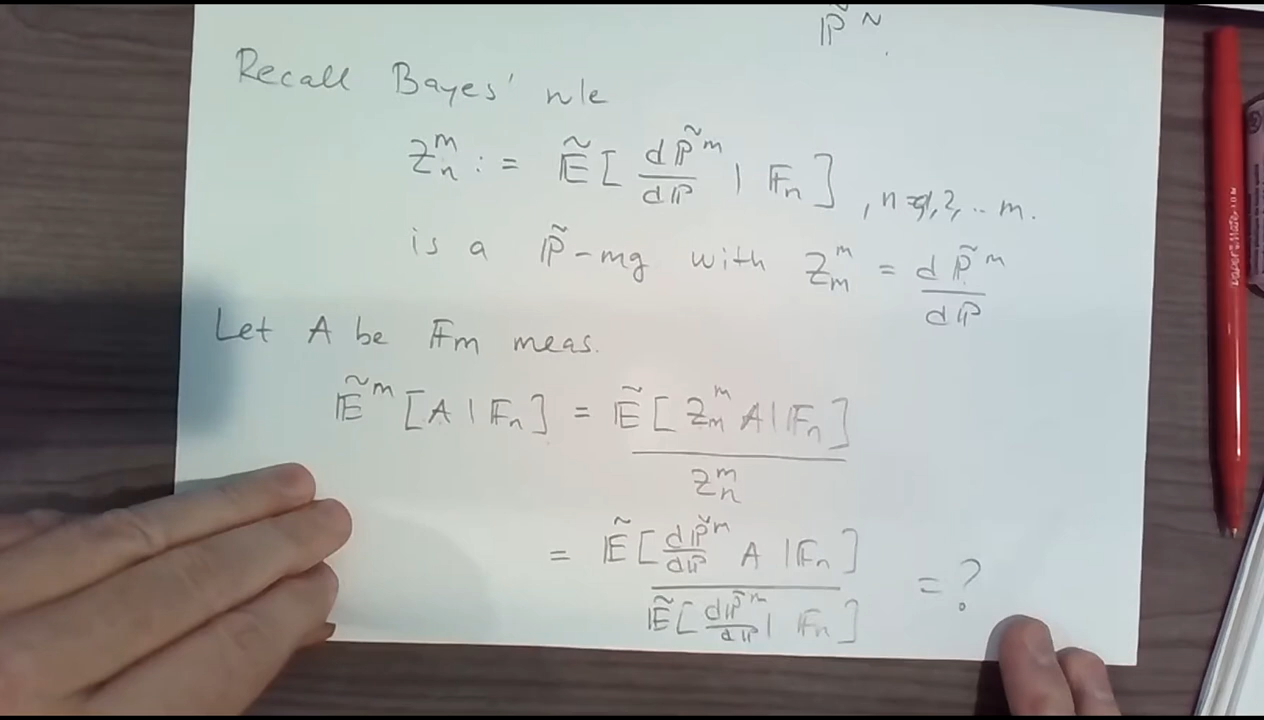 ℙ̃ ~
Recall Bayes' rule
Z_n^m := 𝔼̃ [ dℙ̃^m / dℙ | 𝔽_n ] , n = 1, 2, .. m.
is a ℙ̃-mg with Z_m^m = dℙ̃^m / dℙ
Let A be 𝔽m meas.
𝔼̃^m [ A | 𝔽_n ] = 𝔼̃ [ Z_m^m A | 𝔽_n ] / Z_n^m
= 𝔼̃ [ dℙ̃^m / dℙ A | 𝔽_n ] / 𝔼̃ [ dℙ̃^m / dℙ | 𝔽_n ] = ?